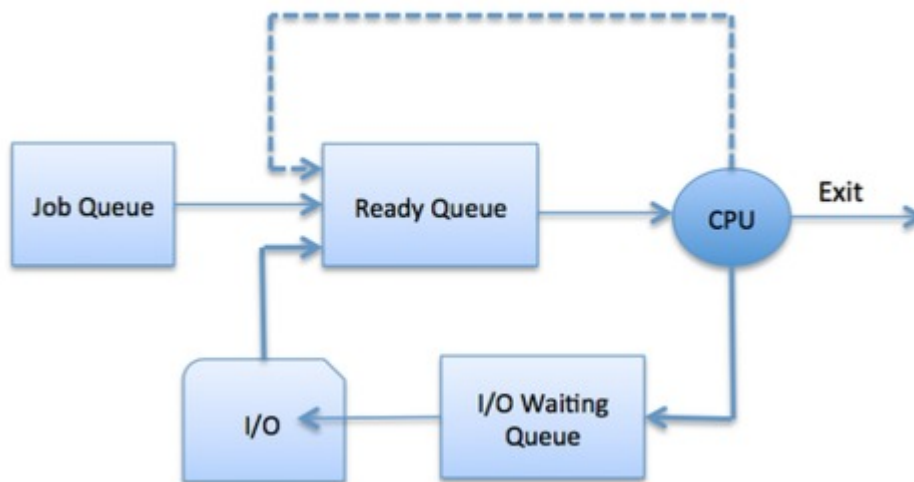 Job Queue
Ready Queue
CPU
Exit
I/O
I/O Waiting
Queue